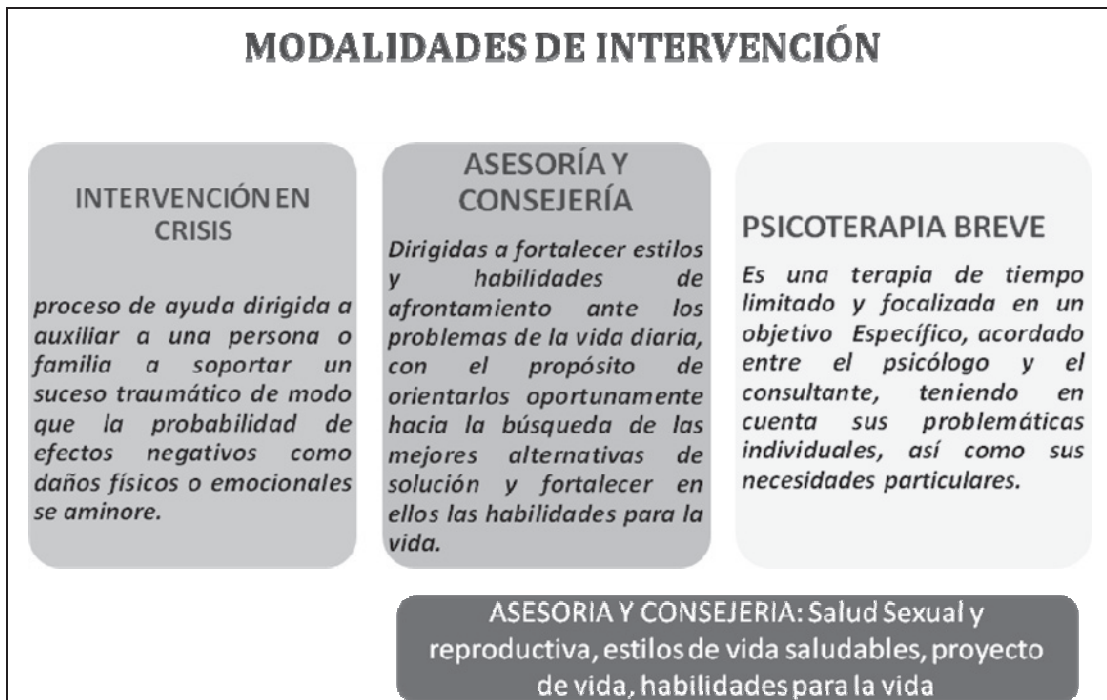 MODALIDADES DE INTERVENCIÓN
INTERVENCIÓN EN
CRISIS
proceso de ayuda dirigida a
auxiliar a una persona o
familia a soportar un
suceso traumático de modo
que la probabilidad de
efectos negativos como
daños físicos o emocionales
se aminore.
ASESORÍA Y
CONSEJERÍA
Dirigidas a fortalecer estilos
y habilidades de
afrontamiento ante los
problemas de la vida diaria,
con el propósito de
orientarlos oportunamente
hacia la búsqueda de las
mejores alternativas de
solución y fortalecer en
ellos las habilidades para la
vida.
PSICOTERAPIA BREVE
Es una terapia de tiempo
limitado y focalizada en un
objetivo Específico, acordado
entre el psicólogo y el
consultante, teniendo en
cuenta sus problemáticas
individuales, así como sus
necesidades particulares.
ASESORIA Y CONSEJERIA: Salud Sexual y
reproductiva, estilos de vida saludables, proyecto
de vida, habilidades para la vida